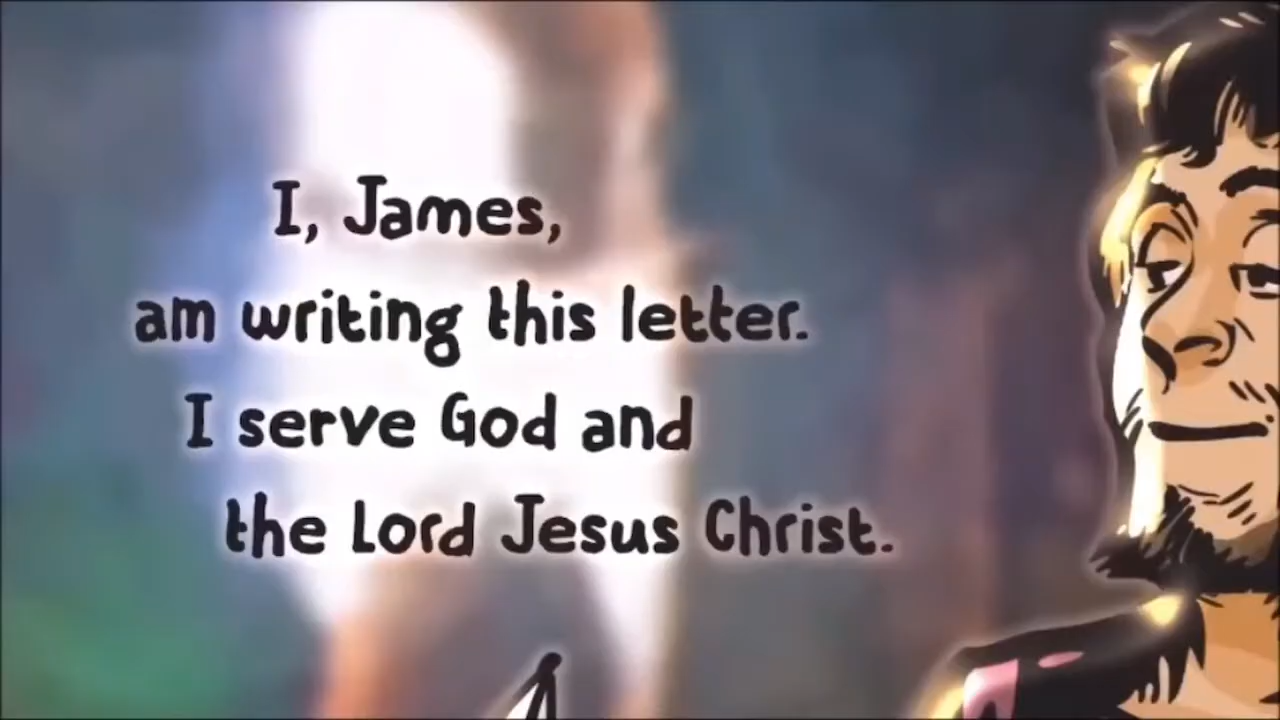 I, James,
am writing this letter.
I serve God and
the Lord Jesus Christ.